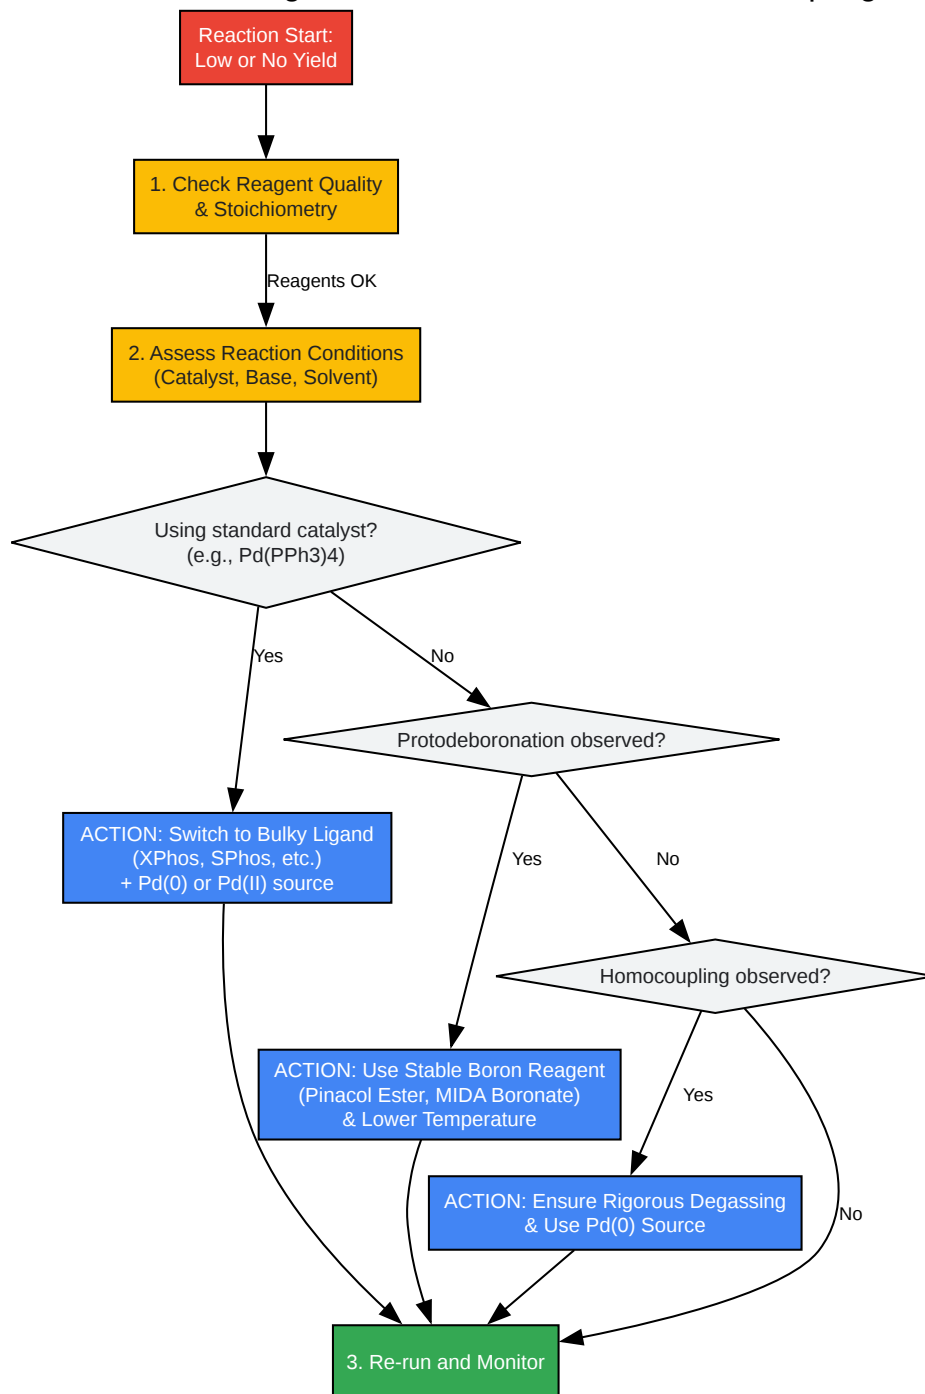 Reaction Start:
Low or No Yield
1. Check Reagent Quality
& Stoichiometry
Reagents OK
2. Assess Reaction Conditions
(Catalyst, Base, Solvent)
Using standard catalyst?
(e.g., Pd(PPh3)4)
Yes
No
Protodeboronation observed?
ACTION: Switch to Bulky Ligand
(XPhos, SPhos, etc.)
+ Pd(0) or Pd(II) source
Yes
No
Homocoupling observed?
ACTION: Use Stable Boron Reagent
(Pinacol Ester, MIDA Boronate)
& Lower Temperature
Yes
ACTION: Ensure Rigorous Degassing
& Use Pd(0) Source
No
3. Re-run and Monitor